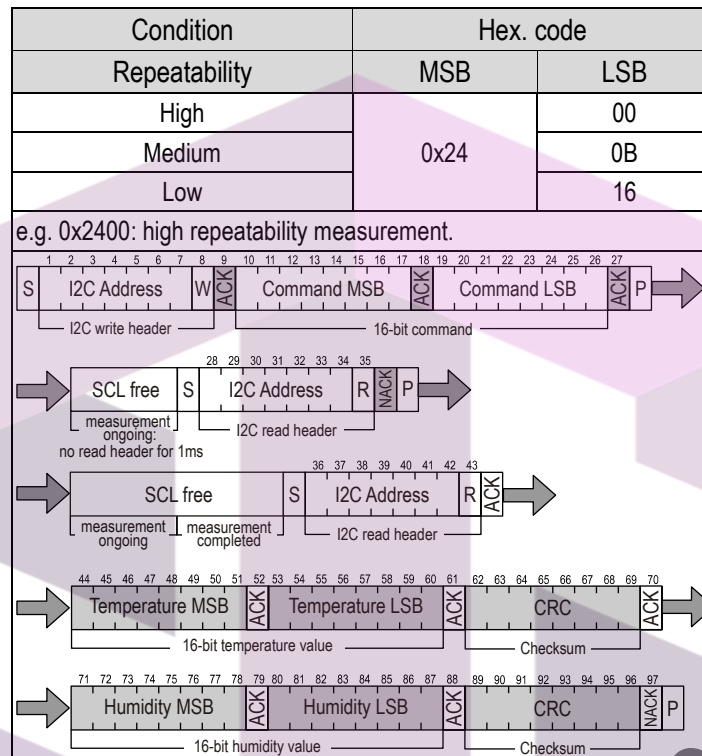 Condition Hex. code
Repeatability MSB LSB
High 00
Medium 0x24 0B
Low 16
e.g. 0x2400: high repeatability measurement.
1 2 3 4 5 6 7 8 9 10 11 12 13 14 15 16 17 18 19 20 21 22 23 24 25 26 27
S I2C Address W ACK Command MSB ACK Command LSB ACK P
I2C write header 16-bit command
28 29 30 31 32 33 34 35
SCL free S I2C Address R NACK P
measurement
ongoing:
no read header for 1ms
I2C read header
36 37 38 39 40 41 42 43
SCL free S I2C Address R ACK
measurement
ongoing
measurement
completed
I2C read header
44 45 46 47 48 49 50 51 52 53 54 55 56 57 58 59 60 61 62 63 64 65 66 67 68 69 70
Temperature MSB ACK Temperature LSB ACK CRC ACK
16-bit temperature value Checksum
71 72 73 74 75 76 77 78 79 80 81 82 83 84 85 86 87 88 89 90 91 92 93 94 95 96 97
Humidity MSB ACK Humidity LSB ACK CRC NACK P
16-bit humidity value Checksum